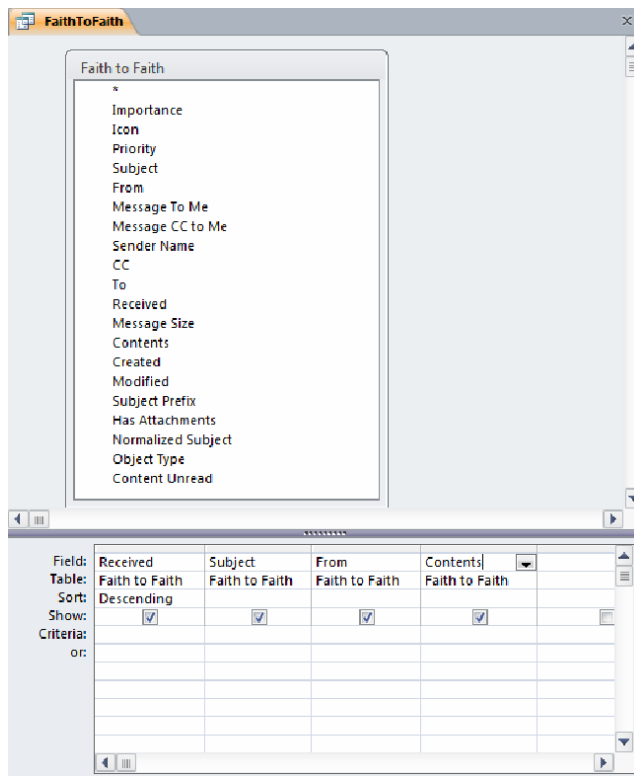 FaithToFaith
Faith to Faith
*
Importance
Icon
Priority
Subject
From
Message To Me
Message CC to Me
Sender Name
CC
To
Received
Message Size
Contents
Created
Modified
Subject Prefix
Has Attachments
Normalized Subject
Object Type
Content Unread
Field: Received Subject From Contents
Table: Faith to Faith Faith to Faith Faith to Faith Faith to Faith
Sort: Descending
Show:
Criteria:
or: